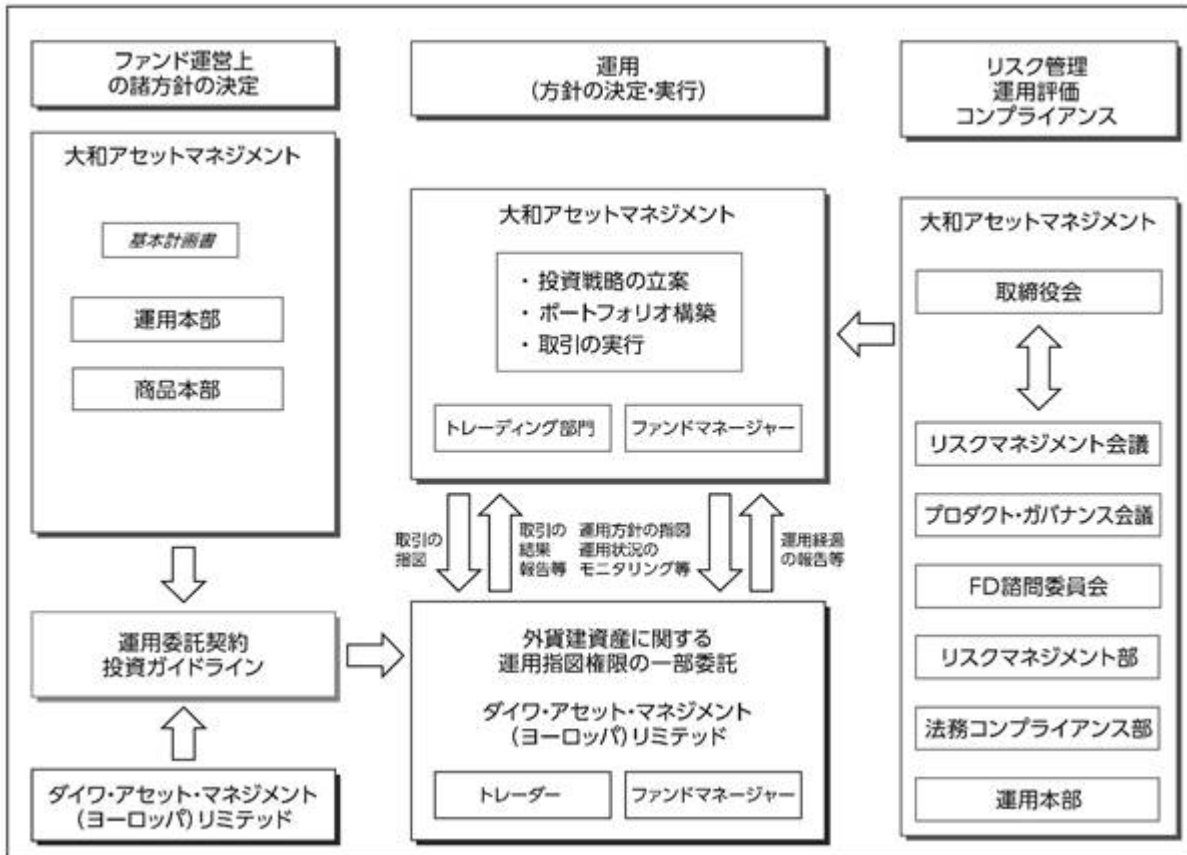 ファンド運営上
の諸方針の決定
大和アセットマネジメント
基本計画書
運用本部
商品本部
運用委託契約
投資ガイドライン
ダイワ・アセット・マネジメント
(ヨーロッパ)リミテッド
運用
(方針の決定・実行)
大和アセットマネジメント
・ 投資戦略の立案
・ ポートフォリオ構築
・ 取引の実行
トレーディング部門
ファンドマネージャー
取引の
指図
取引の
結果
報告等
運用方針の指図
運用状況の
モニタリング等
運用経過
の報告等
外貨建資産に関する
運用指図権限の一部委託
ダイワ・アセット・マネジメント
(ヨーロッパ)リミテッド
トレーダー
ファンドマネージャー
リスク管理
運用評価
コンプライアンス
大和アセットマネジメント
取締役会
リスクマネジメント会議
プロダクト・ガバナンス会議
FD諮問委員会
リスクマネジメント部
法務コンプライアンス部
運用本部